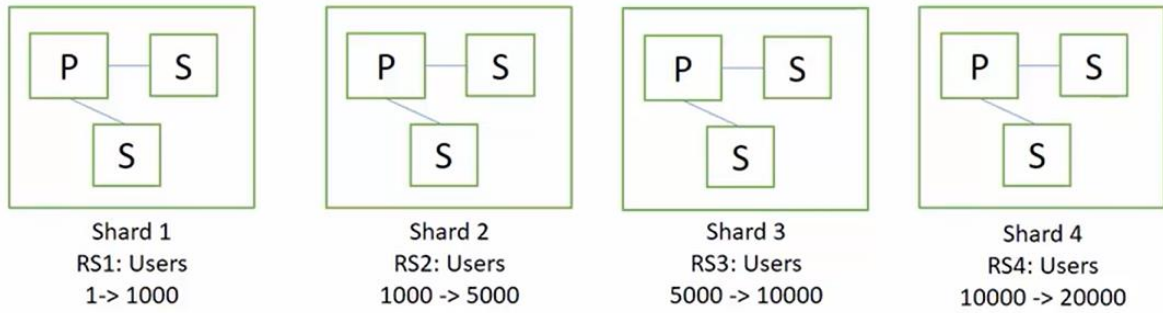 P S
S
Shard 1
RS1: Users
1-> 1000
P S
S
Shard 2
RS2: Users
1000 -> 5000
P S
S
Shard 3
RS3: Users
5000 -> 10000
P S
S
Shard 4
RS4: Users
10000 -> 20000